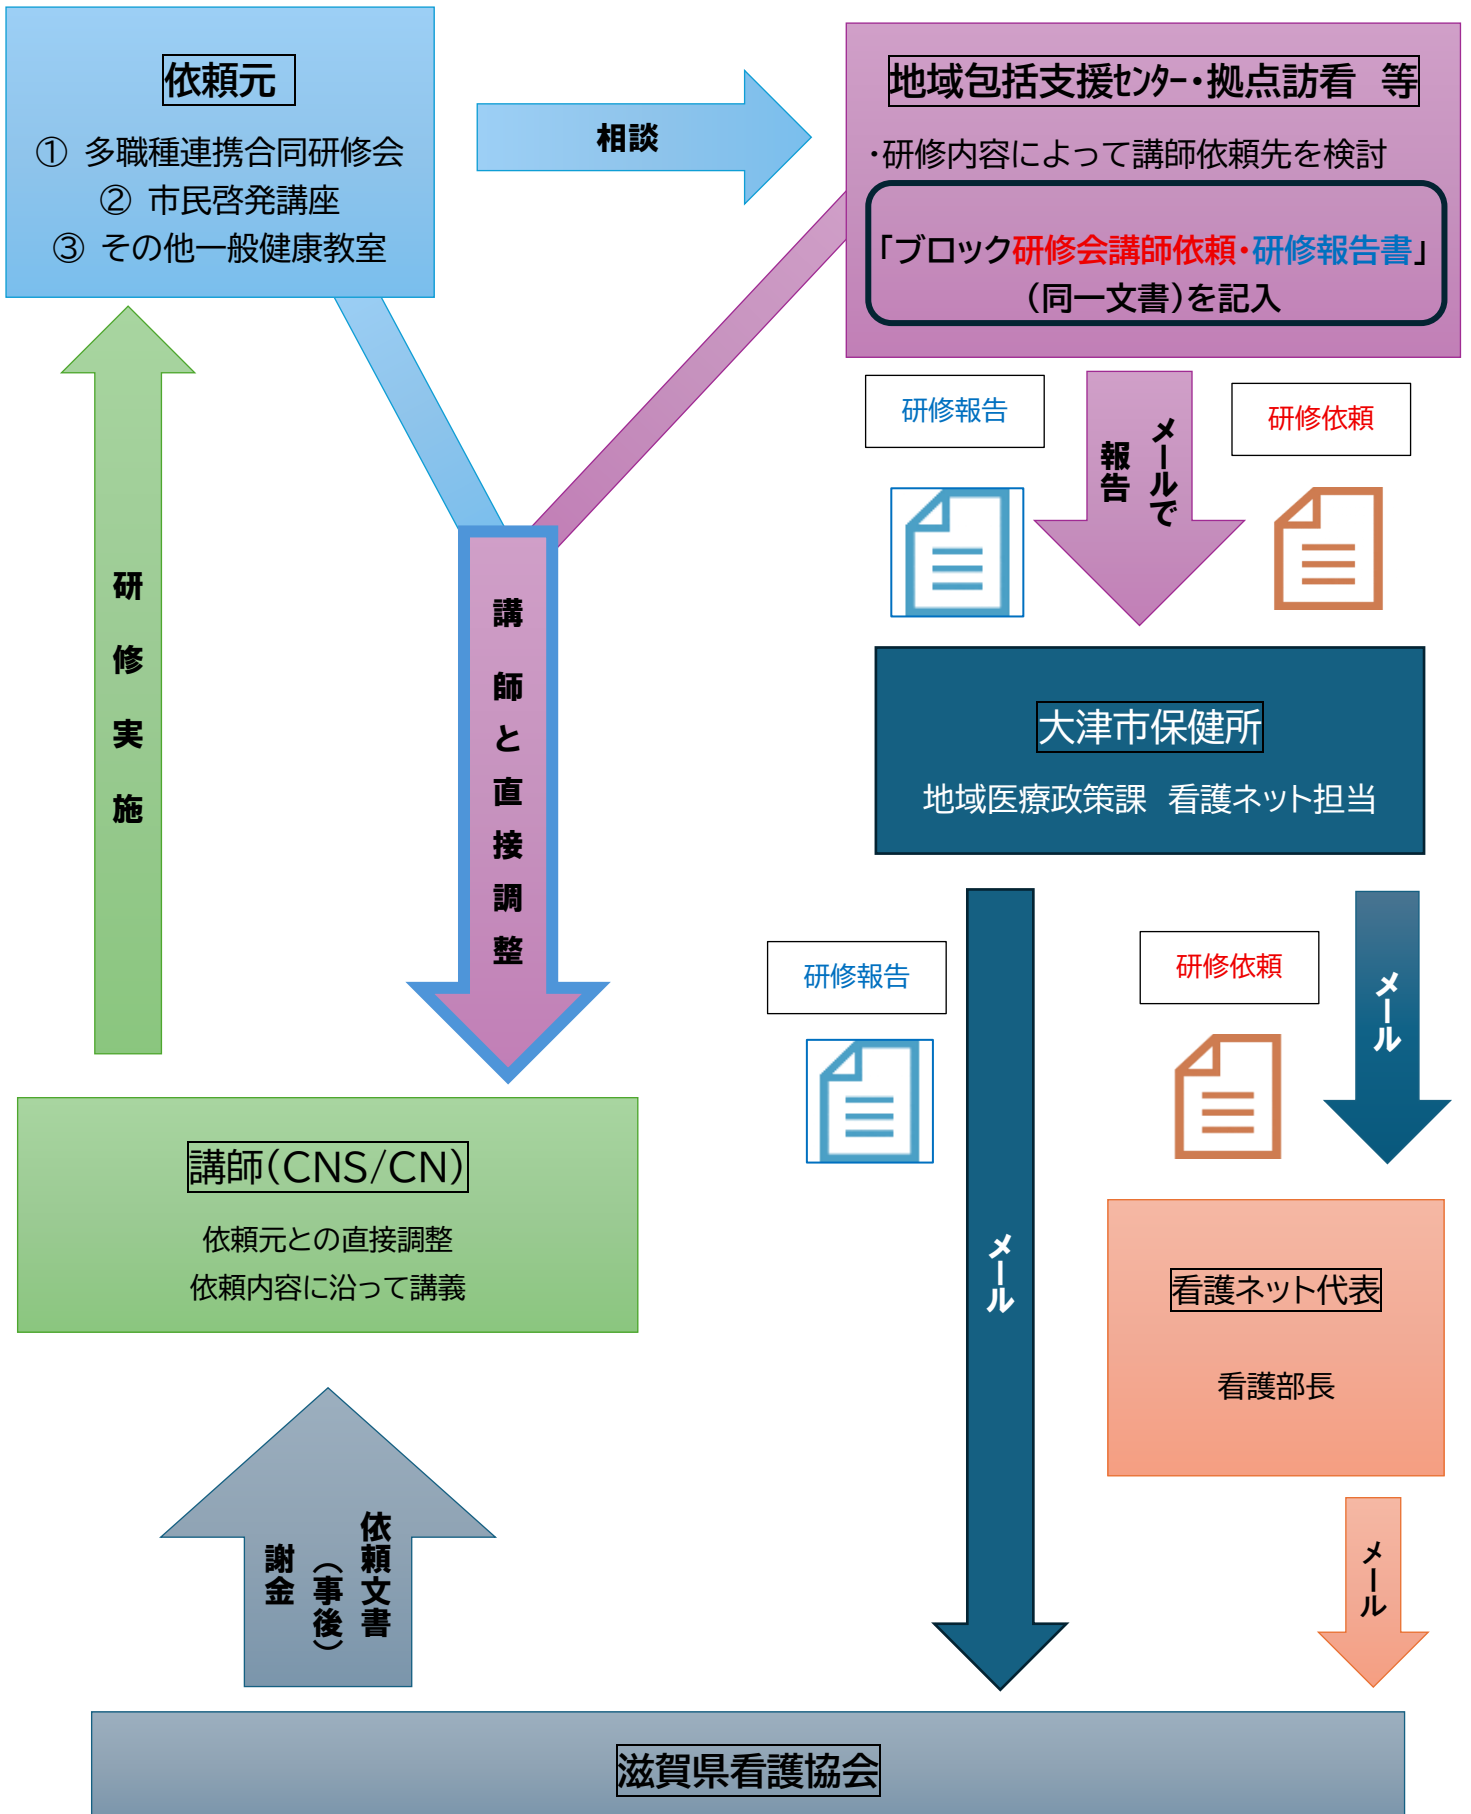 依頼元
① 多職種連携合同研修会
② 市民啓発講座
③ その他一般健康教室
相談
地域包括支援ｾﾝﾀｰ・拠点訪看　等
・研修内容によって講師依頼先を検討
「ブロック研修会講師依頼・研修報告書」
（同一文書）を記入
研修報告
メールで
報告
研修依頼
研修実施
講師と直接調整
大津市保健所
地域医療政策課　看護ネット担当
研修報告
メール
研修依頼
メール
講師（CNS/CN）
依頼元との直接調整
依頼内容に沿って講義
看護ネット代表
看護部長
依頼文書
（事後）
謝金
メール
滋賀県看護協会